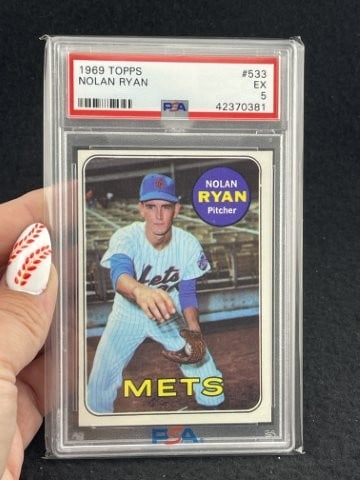 1969 TOPPS #533
NOLAN RYAN EX
5
PSA 42370381
NOLAN
RYAN
Pitcher
Mets
METS
PSA